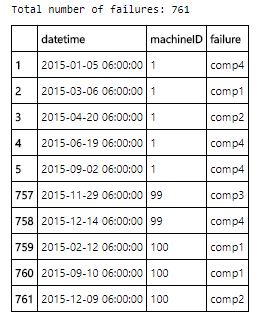 Total number of failures: 761
datetime machineID failure
1 2015-01-05 06:00:00 1 comp4
2 2015-03-06 06:00:00 1 comp1
3 2015-04-20 06:00:00 1 comp2
4 2015-06-19 06:00:00 1 comp4
5 2015-09-02 06:00:00 1 comp4
757 2015-11-29 06:00:00 99 comp3
758 2015-12-14 06:00:00 99 comp4
759 2015-02-12 06:00:00 100 comp1
760 2015-09-10 06:00:00 100 comp1
761 2015-12-09 06:00:00 100 comp2